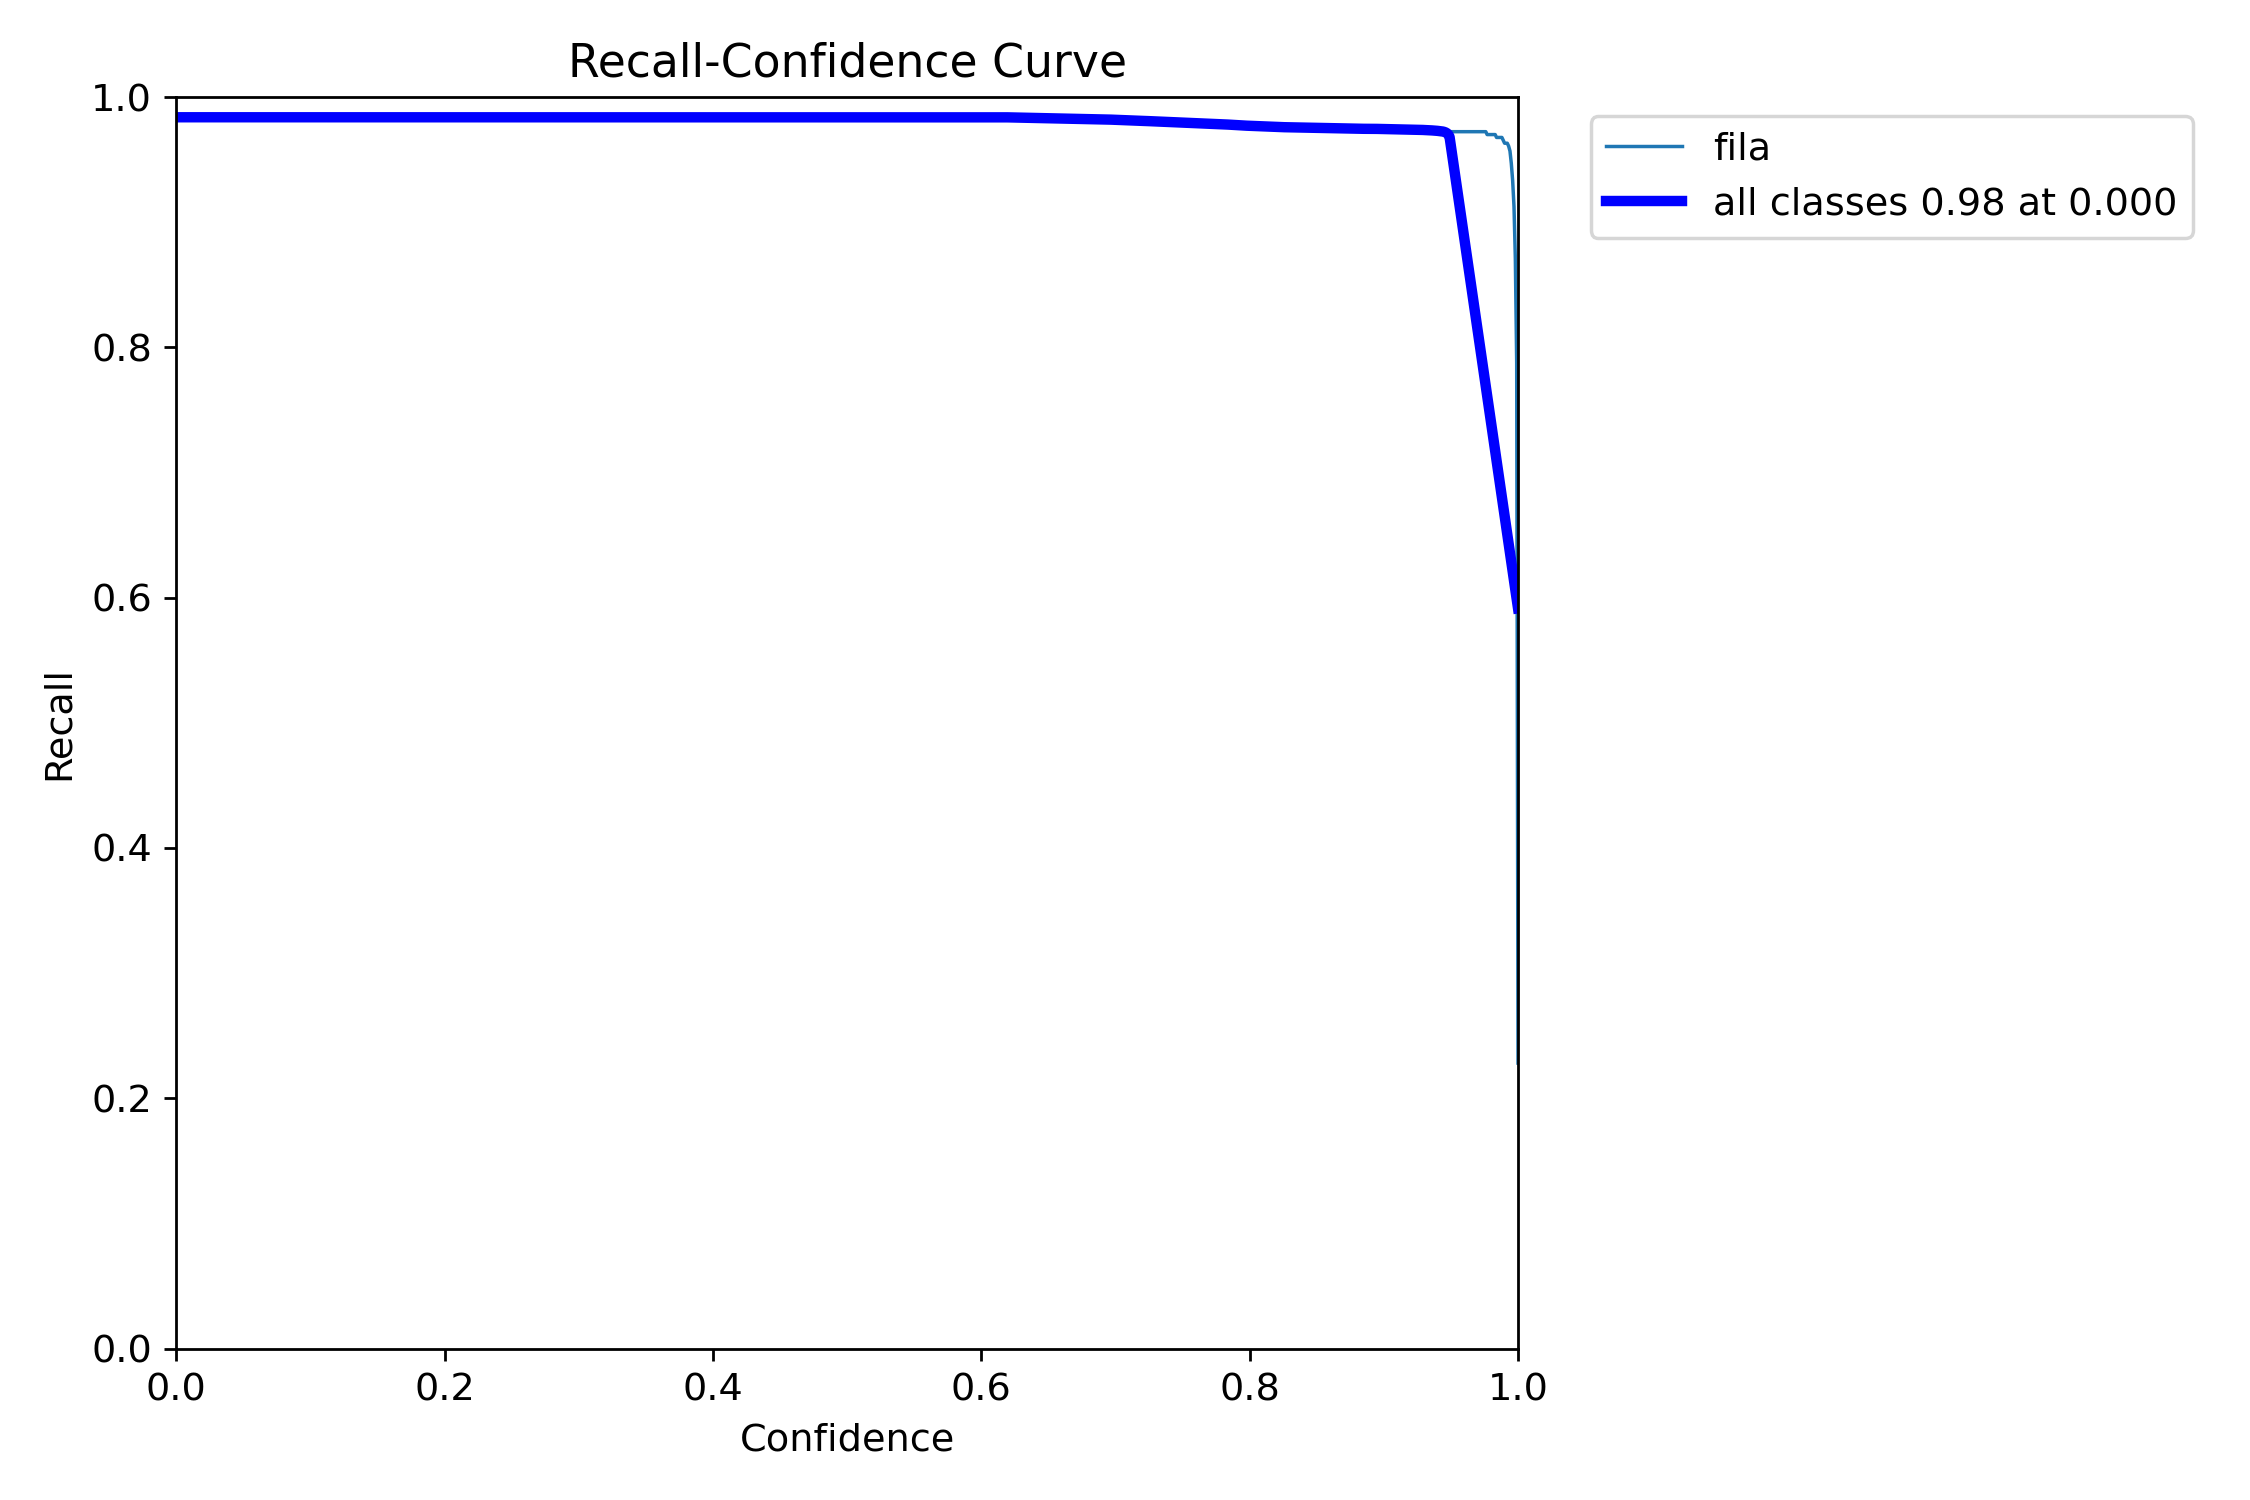 Recall-Confidence Curve
1.0
0.8
0.6
0.4
0.2
0.0
Recall
0.0 0.2 0.4 0.6 0.8 1.0
Confidence
fila
all classes 0.98 at 0.000